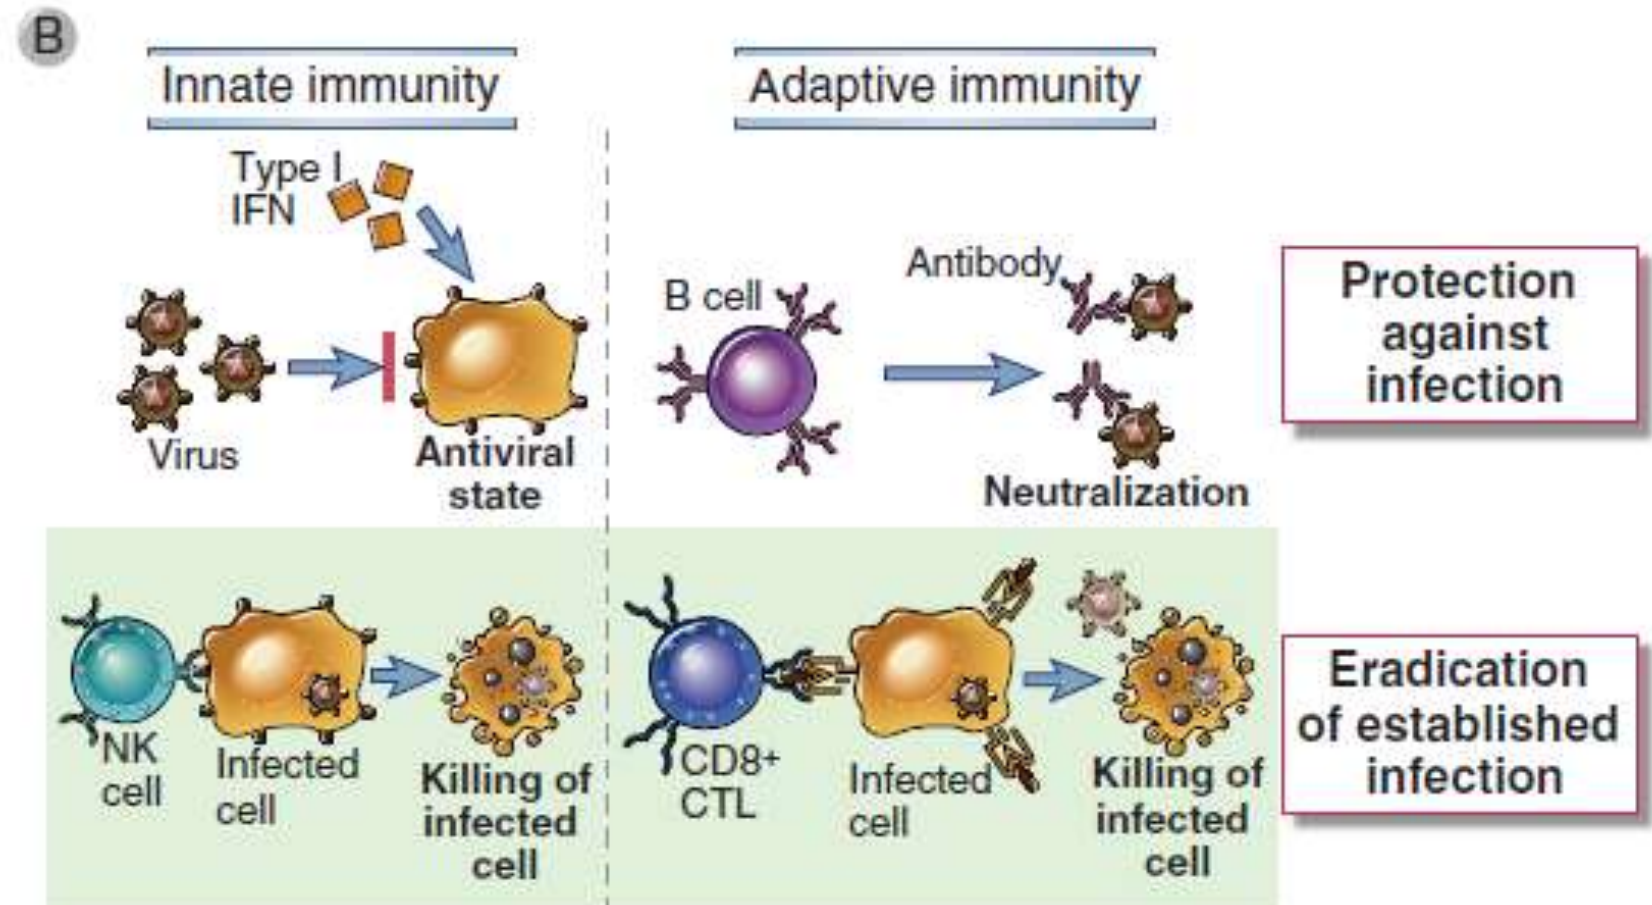 B
Innate immunity
Adaptive immunity
Type I
IFN
Virus
Antiviral
state
B cell
Antibody
Neutralization
Protection
against
infection
NK
cell
Infected
cell
Killing of
infected
cell
CD8+
CTL
Infected
cell
Killing of
infected
cell
Eradication
of established
infection